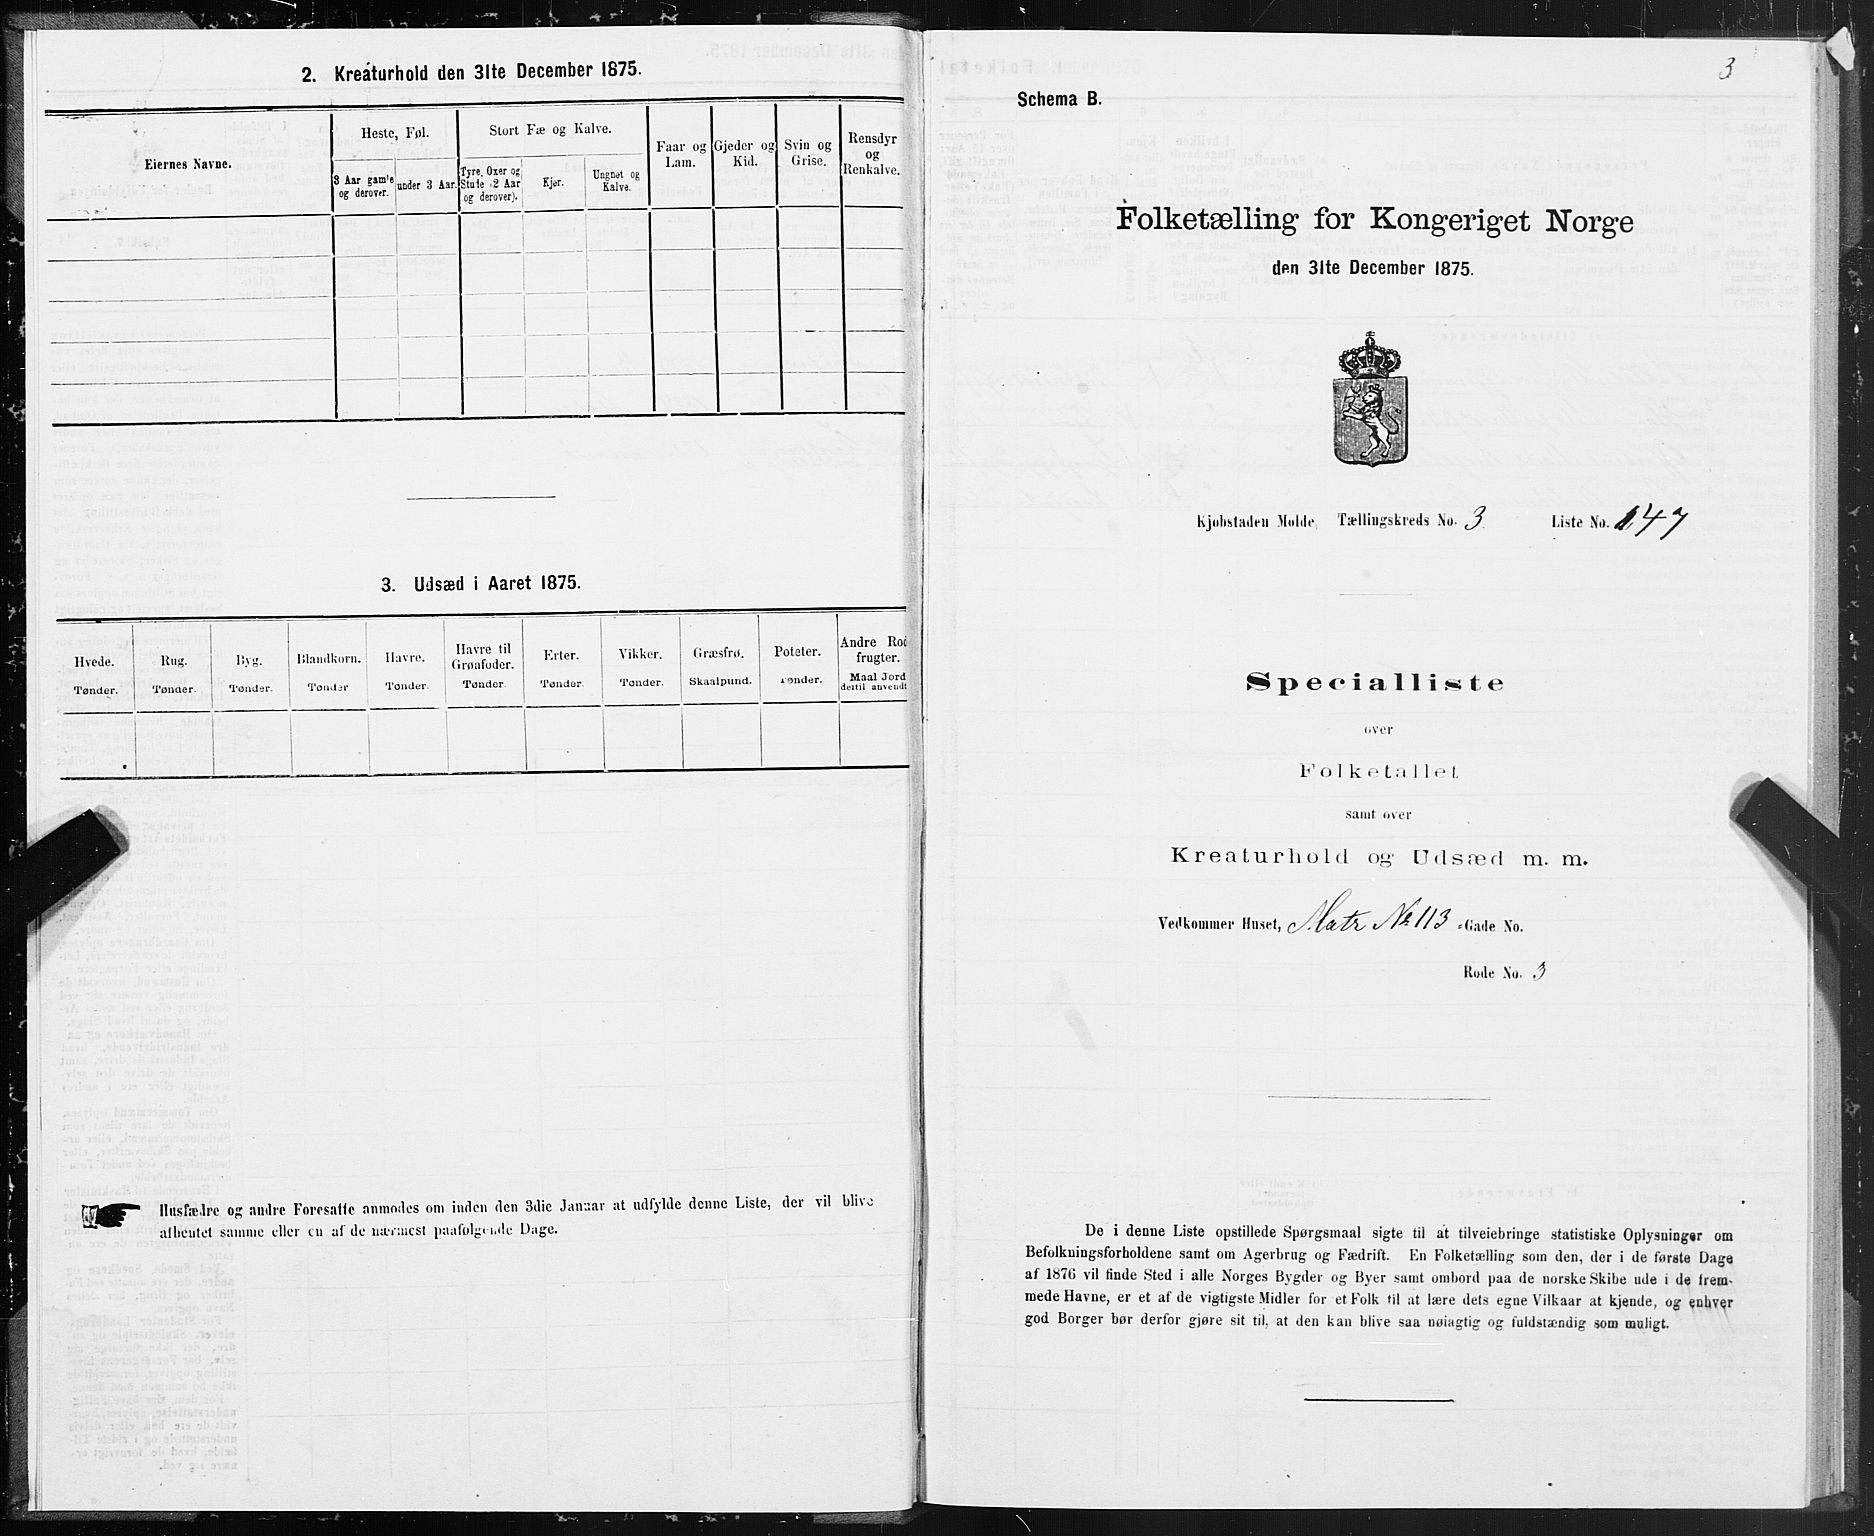 2. Kreaturhold den 31te December 1875.
Eiernes Navne.
Heste, Føl.
3 Aar gamle og derover.
under 3 Aar.
Stort Fæ og Kalve.
Tyre, Oxer og Stute (2 Aar og derover).
Kjør.
Ungnøt og Kalve.
Faar og Lam.
Gjeder og Kid.
Svin og Grise.
Rensdyr og Renkalve.
3. Udsæd i Aaret 1875.
Hvede. Tønder.
Rug. Tønder.
Byg. Tønder.
Blandkorn. Tønder
Havre. Tønder.
Havre til Grønfoder. Tønder.
Erter. Tønder.
Vikker. Tønder.
Græsfrø. Skaalpund.
Poteter. Tønder.
Andre Rodfrugter. Maal Jord dertil anvendt.
Husfædre og andre Foresatte anmodes om inden den 3die Januar at udfylde denne Liste, der vil blive
afhentet samme eller en af de nærmest paafølgende Dage.
3
Schema B.
Folketælling for Kongeriget Norge
den 31te December 1875.
Kjøbstaden Molde, Tællingskreds No. 3 Liste No. 147
Specialliste
over
Folketallet
samt over
Kreaturhold og Udsæd m. m.
Vedkommer Huset, Matr No 113 -Gade No.
Rode No. 3
De i denne Liste opstillede Spørgsmaal sigte til at tilveiebringe statistiske Oplysninger om
Befolkningsforholdene samt om Agerbrug og Fædrift. En Folketælling som den, der i de første Dage
af 1876 vil finde Sted i alle Norges Bygder og Byer samt ombord paa de norske Skibe ude i de frem-
mede Havne, er et af de vigtigste Midler for et Folk til at lære dets egne Vilkaar at kjende, og enhver
god Borger bør derfor gjøre sit til, at den kan blive saa nøiagtig og fuldstændig som muligt.